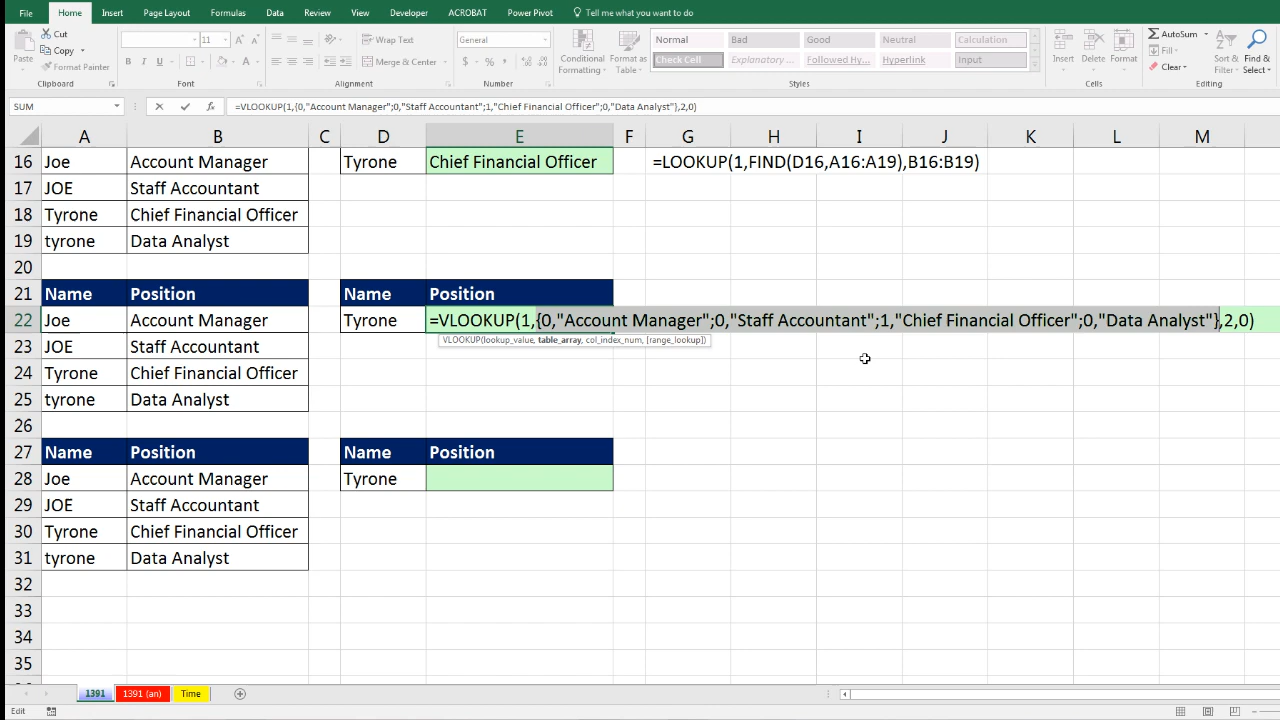 File Home Insert Page Layout Formulas Data Review View Developer ACROBAT Power Pivot Tell me what you want to do
Cut
Copy
Format Painter
Paste
Clipboard
11 A A
B I U
Font
Wrap Text
Merge & Center
Alignment
General
$ % ,
Number
Conditional Formatting
Format as Table
Normal Bad Good Neutral Calculation
Check Cell Explanatory ... Followed Hy... Hyperlink Input
Styles
Insert Delete Format
Cells
AutoSum
Fill
Clear
Sort & Filter
Find & Select
Editing
SUM fx =VLOOKUP(1,{0,"Account Manager";0,"Staff Accountant";1,"Chief Financial Officer";0,"Data Analyst"},2,0)
A B C D E F G H I J K L M
16 Joe Account Manager Tyrone Chief Financial Officer =LOOKUP(1,FIND(D16,A16:A19),B16:B19)
17 JOE Staff Accountant
18 Tyrone Chief Financial Officer
19 tyrone Data Analyst
20
21 Name Position Name Position
22 Joe Account Manager Tyrone =VLOOKUP(1,{0,"Account Manager";0,"Staff Accountant";1,"Chief Financial Officer";0,"Data Analyst"},2,0)
VLOOKUP(lookup_value, table_array, col_index_num, [range_lookup])
23 JOE Staff Accountant
24 Tyrone Chief Financial Officer
25 tyrone Data Analyst
26
27 Name Position Name Position
28 Joe Account Manager Tyrone
29 JOE Staff Accountant
30 Tyrone Chief Financial Officer
31 tyrone Data Analyst
32
33
34
35
1391 1391 (an) Time
Edit